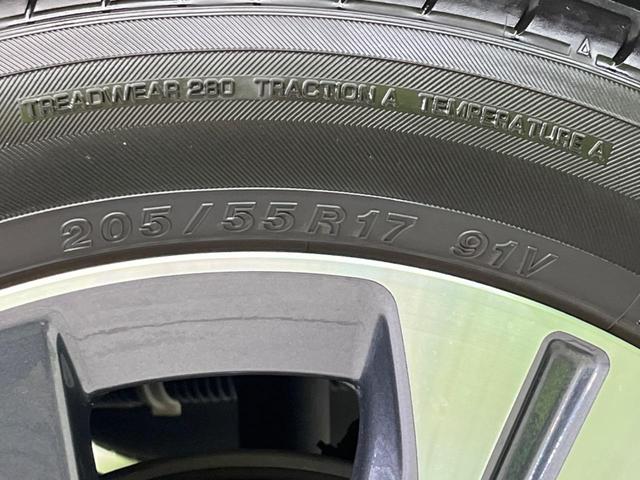 TREADWEAR 280 TRACTION A TEMPERATURE A
205/55R17 91V